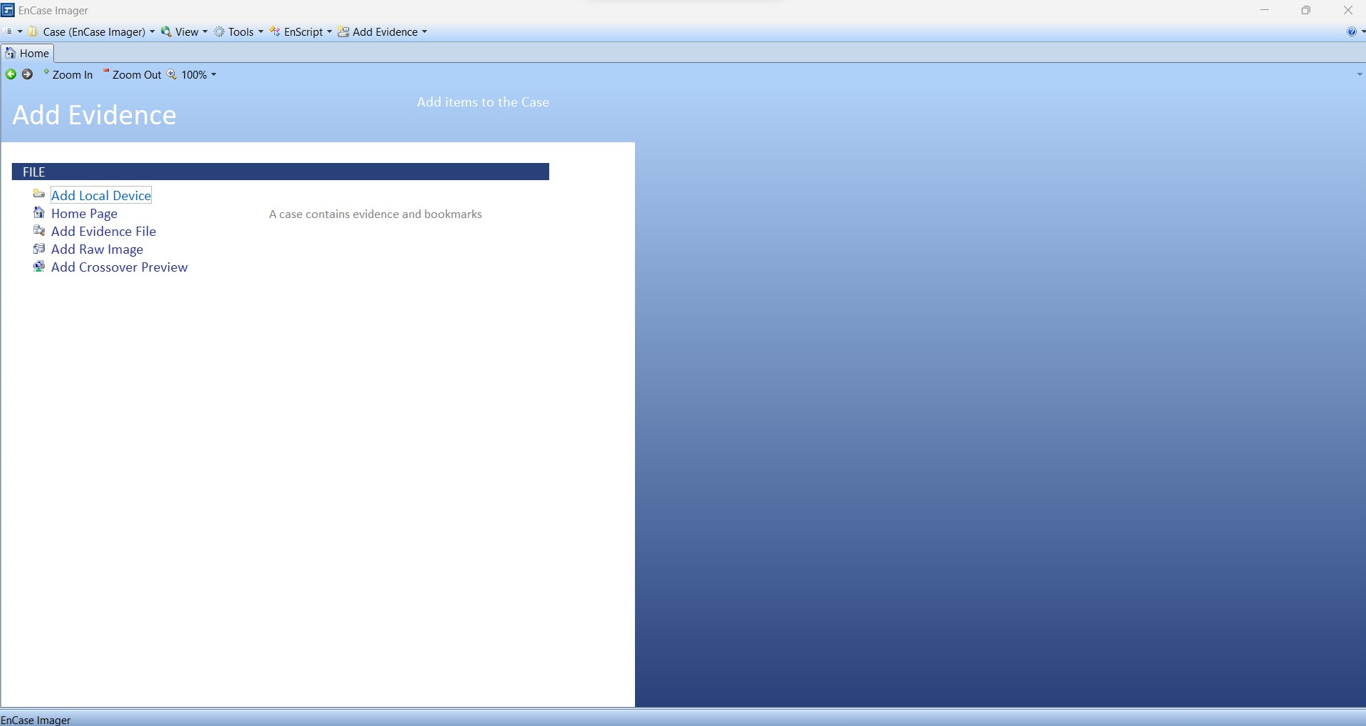 EnCase Imager
Case (EnCase Imager) View Tools EnScript Add Evidence
Home
Zoom In Zoom Out 100%
Add Evidence
Add items to the Case
FILE
Add Local Device
Home Page
A case contains evidence and bookmarks
Add Evidence File
Add Raw Image
Add Crossover Preview
EnCase Imager